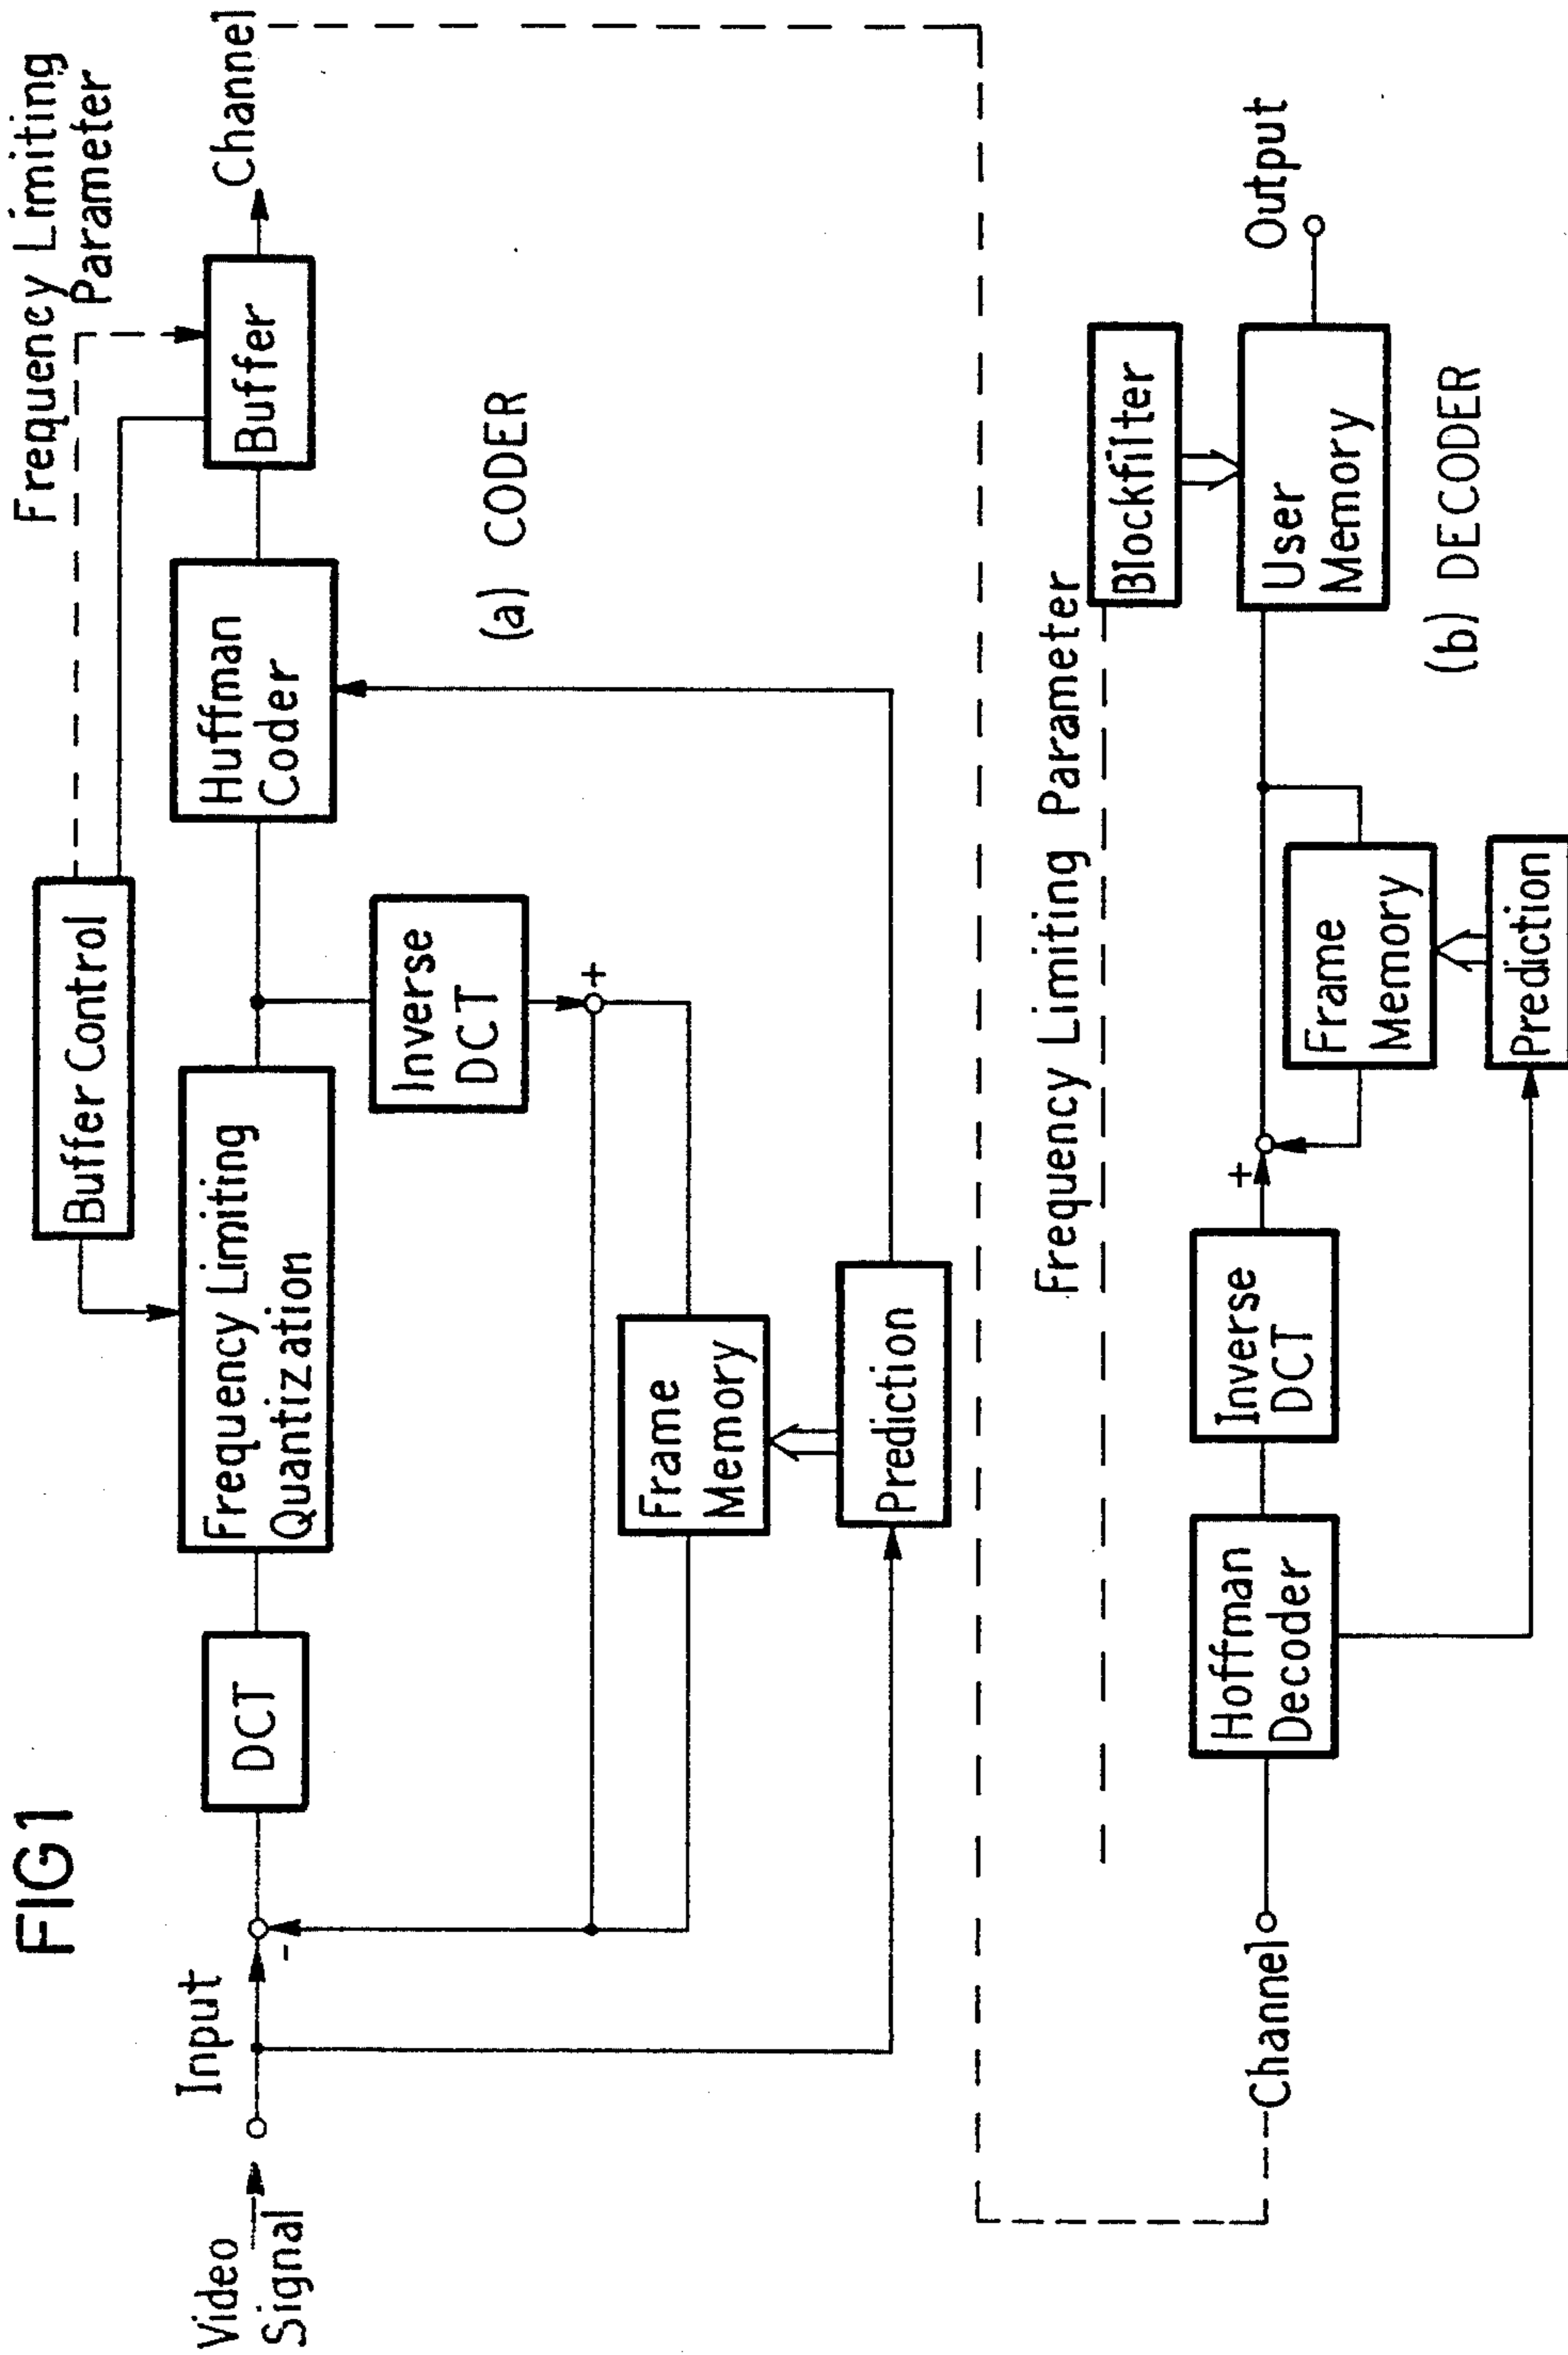 FIG 1
Frequency Limiting
Parameter
Buffer Control
Video
Signal
Input
-
DCT
Frequency Limiting
Quantization
Huffman
Coder
Buffer
Channel
Inverse
DCT
+
Frame
Memory
Prediction
(a) CODER
Frequency Limiting Parameter
Blockfilter
Channel
Hoffman
Decoder
Inverse
DCT
+
Frame
Memory
Prediction
User
Memory
Output
(b) DECODER